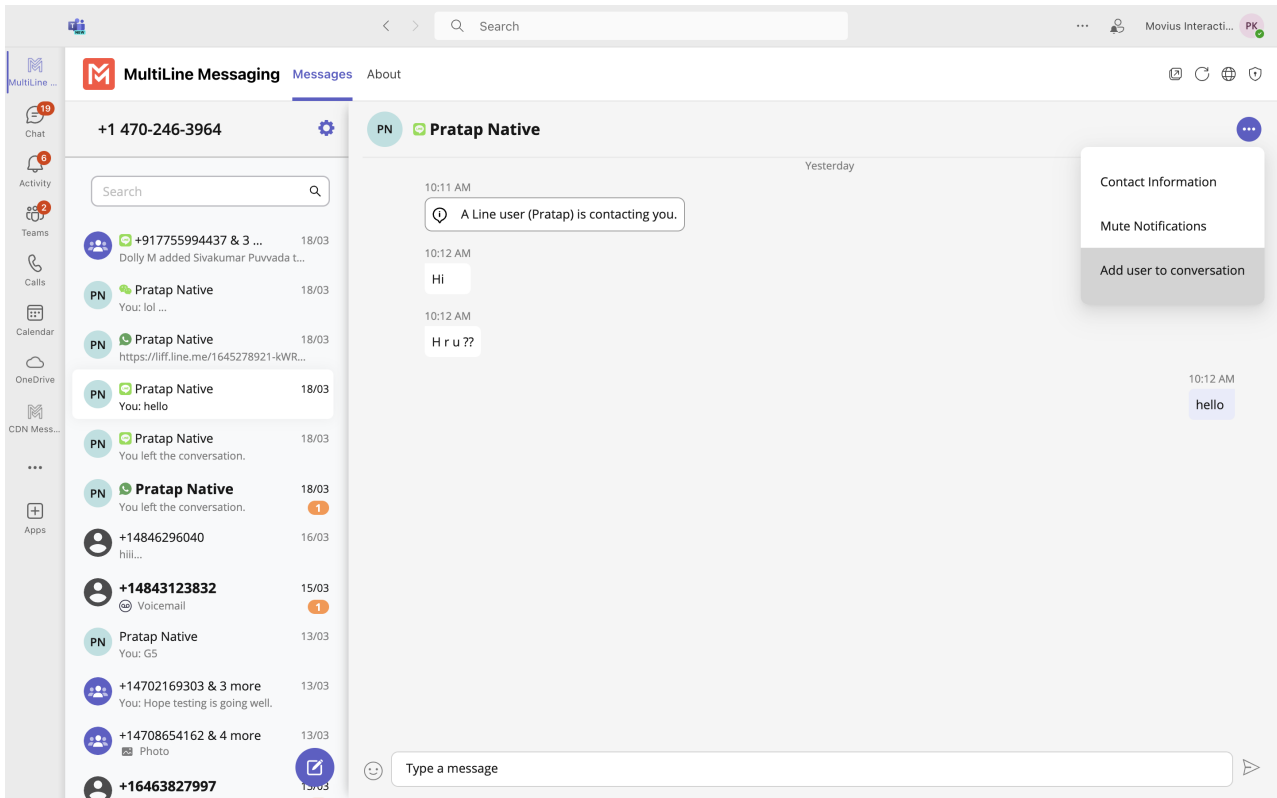 NEW
Search
Movius Interacti...
PK
MultiLine ...
19
Chat
6
Activity
2
Teams
Calls
Calendar
OneDrive
CDN Mess...
Apps
MultiLine Messaging
Messages
About
+1 470-246-3964
Search
+917755994437 & 3 ...
18/03
Dolly M added Sivakumar Puvvada t...
PN
Pratap Native
18/03
You: lol ...
PN
Pratap Native
18/03
https://liff.line.me/1645278921-kWR...
PN
Pratap Native
18/03
You: hello
PN
Pratap Native
18/03
You left the conversation.
PN
Pratap Native
18/03
You left the conversation.
1
+14846296040
16/03
hiii...
+14843123832
15/03
Voicemail
1
PN
Pratap Native
13/03
You: G5
+14702169303 & 3 more
13/03
You: Hope testing is going well.
+14708654162 & 4 more
13/03
Photo
+16463827997
13/03
PN
Pratap Native
Yesterday
10:11 AM
A Line user (Pratap) is contacting you.
10:12 AM
Hi
10:12 AM
H r u ??
10:12 AM
hello
Contact Information
Mute Notifications
Add user to conversation
Type a message